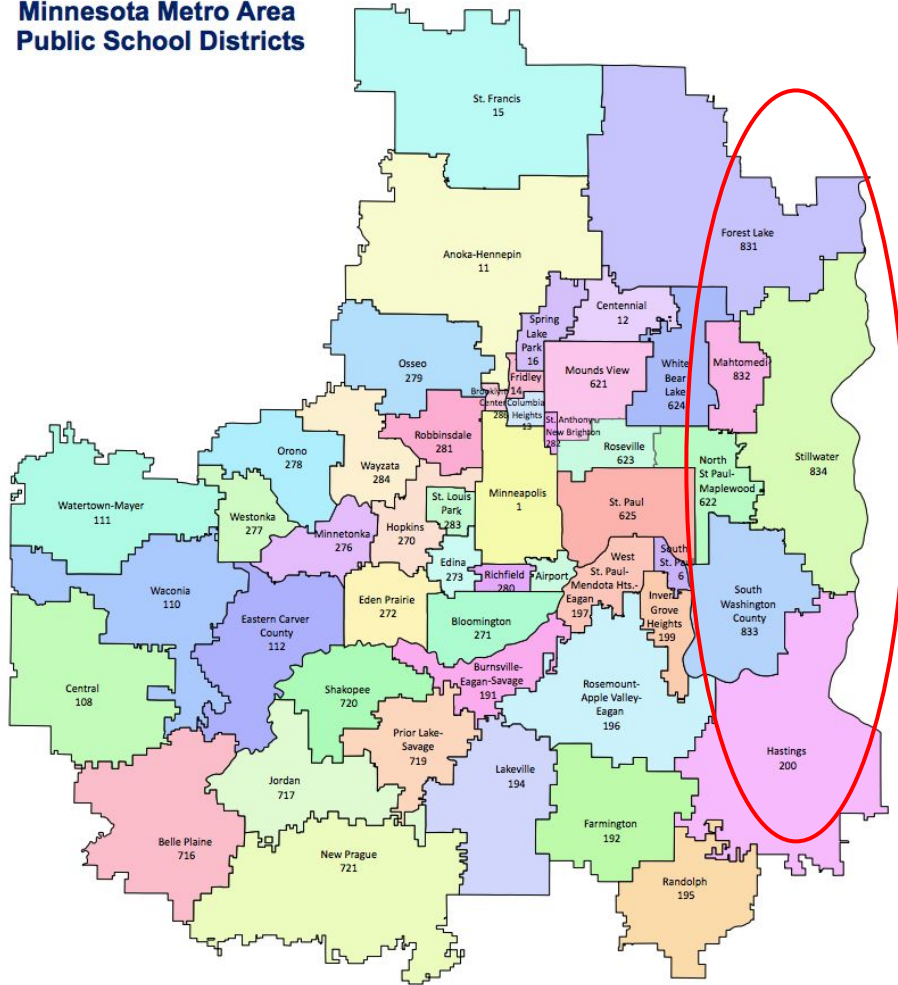 Minnesota Metro Area
Public School Districts
St. Francis
15
Forest Lake
831
Anoka-Hennepin
11
Centennial
12
Spring
Lake
Park
16
Osseo
279
Mounds View
621
White
Bear
Lake
624
Mahtomedi
832
Fridley
14
Brooklyn
Center
286
Columbia
Heights
13
St. Anthony-
New Brighton
282
Robbinsdale
281
Roseville
623
North
St Paul-
Maplewood
622
Stillwater
834
Orono
278
Wayzata
284
Watertown-Mayer
111
Westonka
277
Minnetonka
276
Hopkins
270
St. Louis
Park
283
Minneapolis
1
St. Paul
625
Edina
273
Richfield
280
Airport
West
St. Paul-
Mendota Hts.-
Eagan
197
South
St. Pa
6
Inver
Grove
Heights
199
South
Washington
County
833
Waconia
110
Eastern Carver
County
112
Eden Prairie
272
Bloomington
271
Burnsville-
Eagan-Savage
191
Rosemount-
Apple Valley-
Eagan
196
Central
108
Shakopee
720
Prior Lake-
Savage
719
Lakeville
194
Hastings
200
Jordan
717
Farmington
192
Belle Plaine
716
New Prague
721
Randolph
195